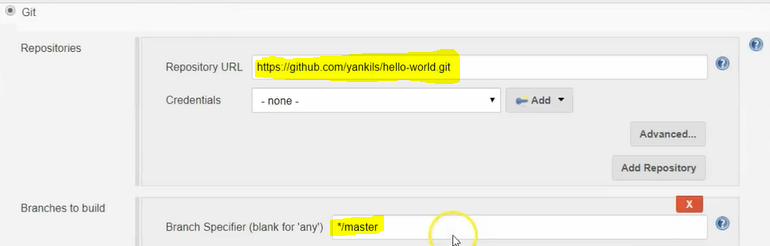 Git
Repositories
Repository URL https://github.com/yankils/hello-world.git ?
Credentials - none - Add
Advanced...
Add Repository
Branches to build
X
Branch Specifier (blank for 'any') */master ?